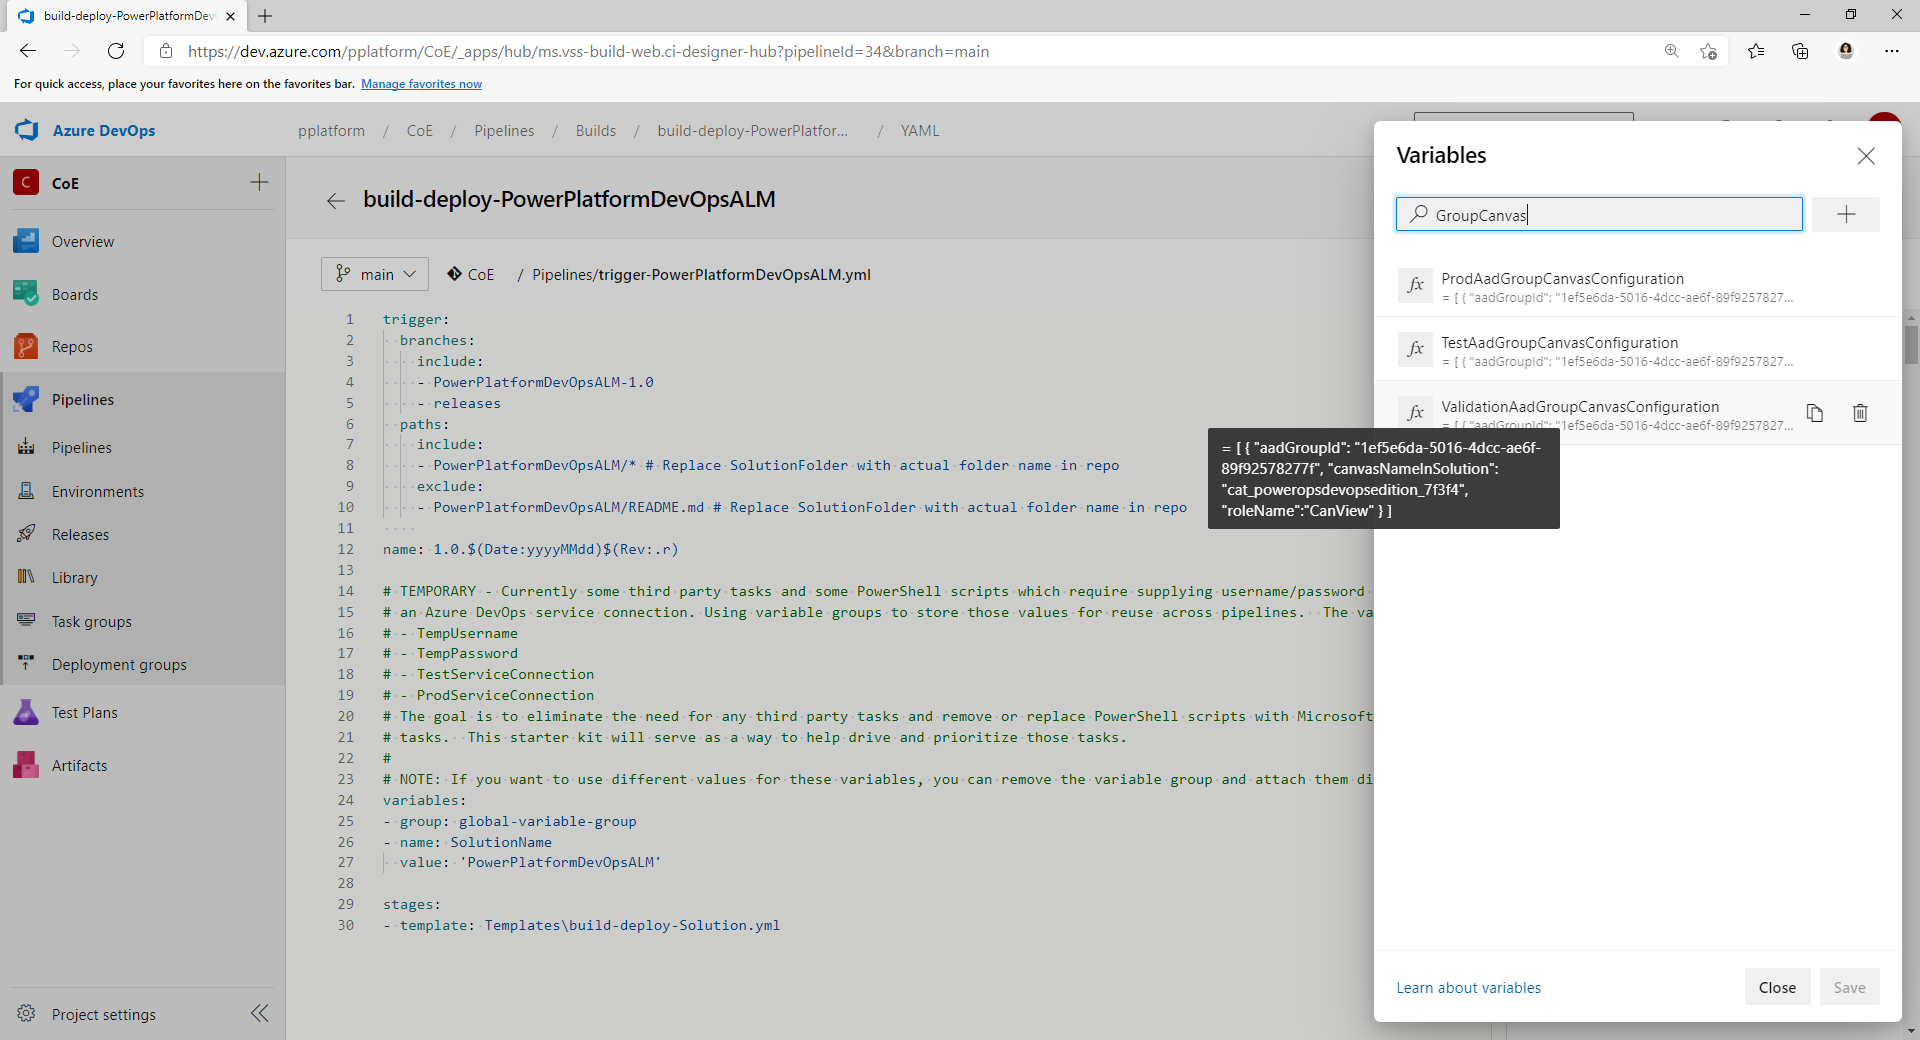 build-deploy-PowerPlatformDev
https://dev.azure.com/pplatform/CoE/_apps/hub/ms.vss-build-web.ci-designer-hub?pipelineId=34&branch=main
For quick access, place your favorites here on the favorites bar. Manage favorites now
Azure DevOps
pplatform / CoE / Pipelines / Builds / build-deploy-PowerPlatfor... / YAML
C CoE
Overview
Boards
Repos
Pipelines
Pipelines
Environments
Releases
Library
Task groups
Deployment groups
Test Plans
Artifacts
Project settings
build-deploy-PowerPlatformDevOpsALM
main CoE / Pipelines/trigger-PowerPlatformDevOpsALM.yml
1 trigger:
2 branches:
3 include:
4 - PowerPlatformDevOpsALM-1.0
5 - releases
6 paths:
7 include:
8 - PowerPlatformDevOpsALM/* # Replace SolutionFolder with actual folder name in repo
9 exclude:
10 - PowerPlatformDevOpsALM/README.md # Replace SolutionFolder with actual folder name in repo
11
12 name: 1.0.$(Date:yyyyMMdd)$(Rev:.r)
13
14 # TEMPORARY - Currently some third party tasks and some PowerShell scripts which require supplying username/password
15 # an Azure DevOps service connection. Using variable groups to store those values for reuse across pipelines. The va
16 # - TempUsername
17 # - TempPassword
18 # - TestServiceConnection
19 # - ProdServiceConnection
20 # The goal is to eliminate the need for any third party tasks and remove or replace PowerShell scripts with Microsoft
21 # tasks. This starter kit will serve as a way to help drive and prioritize those tasks.
22 #
23 # NOTE: If you want to use different values for these variables, you can remove the variable group and attach them di
24 variables:
25 - group: global-variable-group
26 - name: SolutionName
27 value: 'PowerPlatformDevOpsALM'
28
29 stages:
30 - template: Templates\build-deploy-Solution.yml
Variables
GroupCanvas
fx ProdAadGroupCanvasConfiguration
= [ { "aadGroupId": "1ef5e6da-5016-4dcc-ae6f-89f9257827...
fx TestAadGroupCanvasConfiguration
= [ { "aadGroupId": "1ef5e6da-5016-4dcc-ae6f-89f9257827...
fx ValidationAadGroupCanvasConfiguration
= [ { "aadGroupId": "1ef5e6da-5016-4dcc-ae6f-89f9257827...
= [ { "aadGroupId": "1ef5e6da-5016-4dcc-ae6f-
89f92578277f", "canvasNameInSolution":
"cat_poweropsdevopsedition_7f3f4",
"roleName":"CanView" } ]
Learn about variables
Close
Save